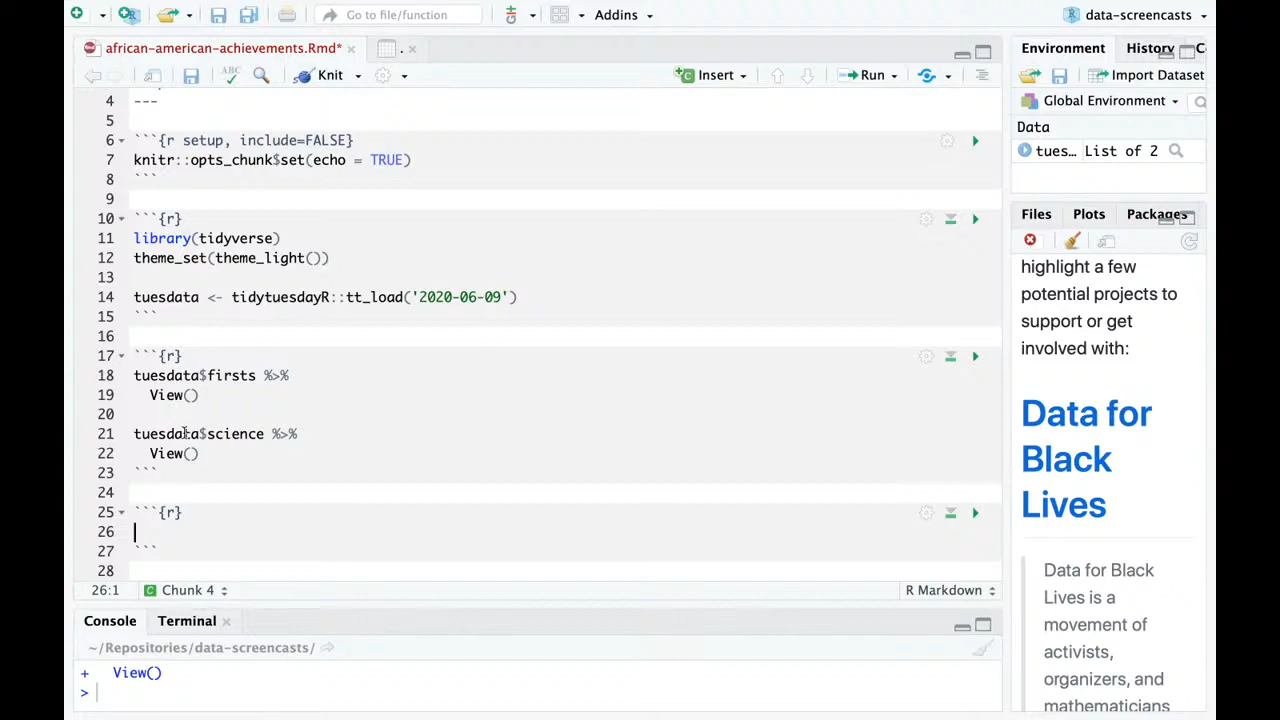 Go to file/function
Addins
data-screencasts
african-american-achievements.Rmd*
.
ABC
Knit
Insert
Run
4 ---
5
6 ```{r setup, include=FALSE}
7 knitr::opts_chunk$set(echo = TRUE)
8 ```
9
10 ```{r}
11 library(tidyverse)
12 theme_set(theme_light())
13
14 tuesdata <- tidytuesdayR::tt_load('2020-06-09')
15 ```
16
17 ```{r}
18 tuesdata$firsts %>%
19 View()
20
21 tuesdata$science %>%
22 View()
23 ```
24
25 ```{r}
26
27 ```
28
26:1 Chunk 4 R Markdown
Console Terminal
~/Repositories/data-screencasts/
+ View()
>
Environment History C
Import Dataset
Global Environment
Data
tues… List of 2
Files Plots Packages
highlight a few
potential projects to
support or get
involved with:
Data for
Black
Lives
Data for Black
Lives is a
movement of
activists,
organizers, and
mathematicians